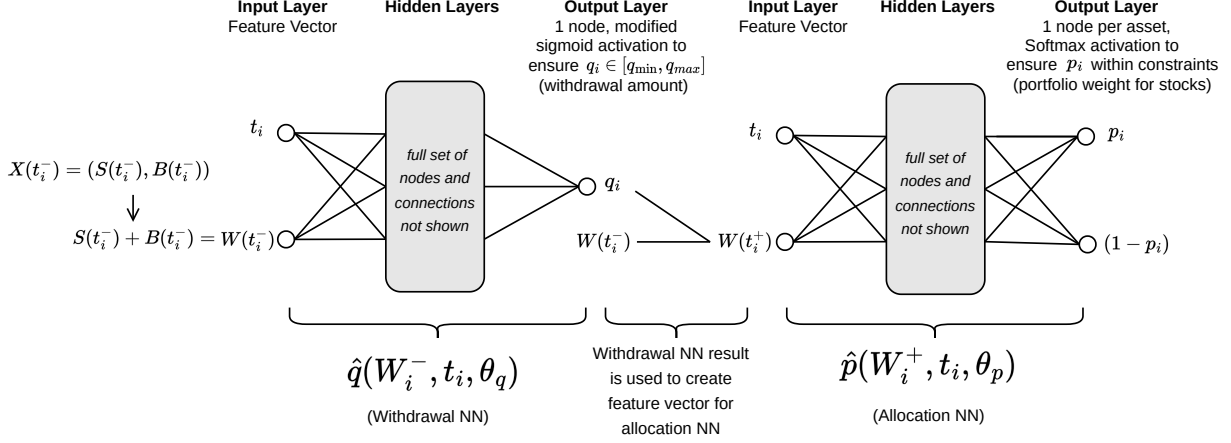 Input Layer
Feature Vector
Hidden Layers
Output Layer
1 node, modified
sigmoid activation to
ensure q_i ∈ [q_min, q_max]
(withdrawal amount)
Input Layer
Feature Vector
Hidden Layers
Output Layer
1 node per asset,
Softmax activation to
ensure p_i within constraints
(portfolio weight for stocks)
X(t_i^-) = (S(t_i^-), B(t_i^-))
S(t_i^-) + B(t_i^-) = W(t_i^-)
t_i
full set of
nodes and
connections
not shown
q_i
W(t_i^-)
W(t_i^+)
t_i
full set of
nodes and
connections
not shown
p_i
(1 − p_i)
q̂(W_i^-, t_i, θ_q)
(Withdrawal NN)
Withdrawal NN result
is used to create
feature vector for
allocation NN
p̂(W_i^+, t_i, θ_p)
(Allocation NN)